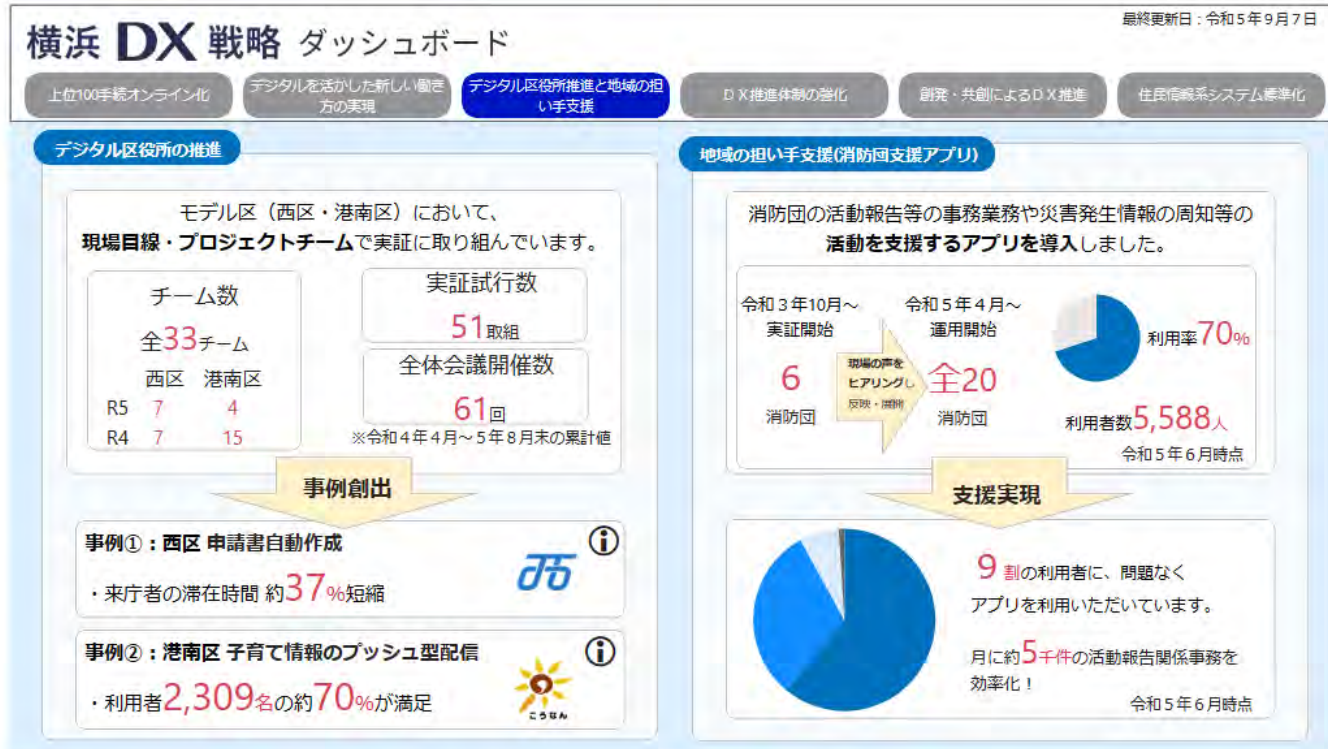 最終更新日：令和5年9月7日
横浜 DX 戦略 ダッシュボード
上位100手続オンライン化
デジタルを活かした新しい働き
方の実現
デジタル区役所推進と地域の担
い手支援
ＤＸ推進体制の強化
創発・共創によるＤＸ推進
住民情報系システム標準化
デジタル区役所の推進
モデル区（西区・港南区）において、
現場目線・プロジェクトチームで実証に取り組んでいます。
チーム数
全33チーム
西区 港南区
R5 7 4
R4 7 15
実証試行数
51取組
全体会議開催数
61回
※令和４年４月～５年８月末の累計値
事例創出
事例①：西区 申請書自動作成
・来庁者の滞在時間 約37%短縮
事例②：港南区 子育て情報のプッシュ型配信
・利用者2,309名の約70%が満足
こうなん
地域の担い手支援(消防団支援アプリ)
消防団の活動報告等の事務業務や災害発生情報の周知等の
活動を支援するアプリを導入しました。
令和３年10月～
実証開始
6
消防団
現場の声を
ヒアリングし
反映・展開
令和５年４月～
運用開始
全20
消防団
利用率70%
利用者数5,588人
令和５年６月時点
支援実現
9 割の利用者に、問題なく
アプリを利用いただいています。
月に約5千件の活動報告関係事務を
効率化！
令和５年６月時点